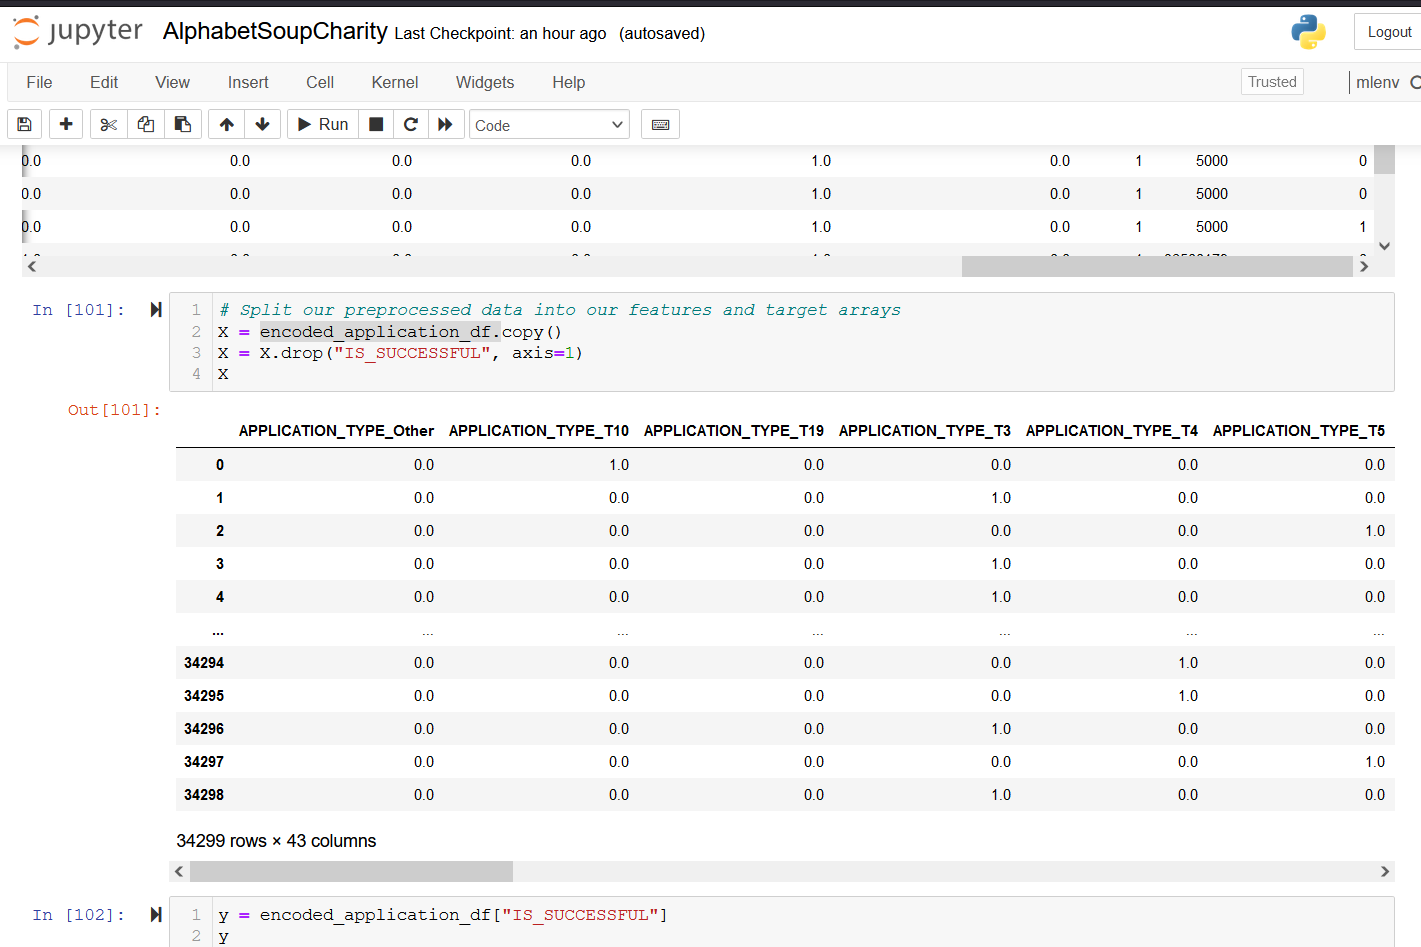 jupyter AlphabetSoupCharity Last Checkpoint: an hour ago (autosaved) Logout
File Edit View Insert Cell Kernel Widgets Help Trusted mlenv
Run Code
0.0 0.0 0.0 0.0 1.0 0.0 1 5000 0
0.0 0.0 0.0 0.0 1.0 0.0 1 5000 0
0.0 0.0 0.0 0.0 1.0 0.0 1 5000 1
In [101]: 1 # Split our preprocessed data into our features and target arrays
2 X = encoded_application_df.copy()
3 X = X.drop("IS_SUCCESSFUL", axis=1)
4 X
Out[101]:
APPLICATION_TYPE_Other APPLICATION_TYPE_T10 APPLICATION_TYPE_T19 APPLICATION_TYPE_T3 APPLICATION_TYPE_T4 APPLICATION_TYPE_T5
0 0.0 1.0 0.0 0.0 0.0 0.0
1 0.0 0.0 0.0 1.0 0.0 0.0
2 0.0 0.0 0.0 0.0 0.0 1.0
3 0.0 0.0 0.0 1.0 0.0 0.0
4 0.0 0.0 0.0 1.0 0.0 0.0
... ... ... ... ... ... ...
34294 0.0 0.0 0.0 0.0 1.0 0.0
34295 0.0 0.0 0.0 0.0 1.0 0.0
34296 0.0 0.0 0.0 1.0 0.0 0.0
34297 0.0 0.0 0.0 0.0 0.0 1.0
34298 0.0 0.0 0.0 1.0 0.0 0.0
34299 rows × 43 columns
In [102]: 1 y = encoded_application_df["IS_SUCCESSFUL"]
2 y